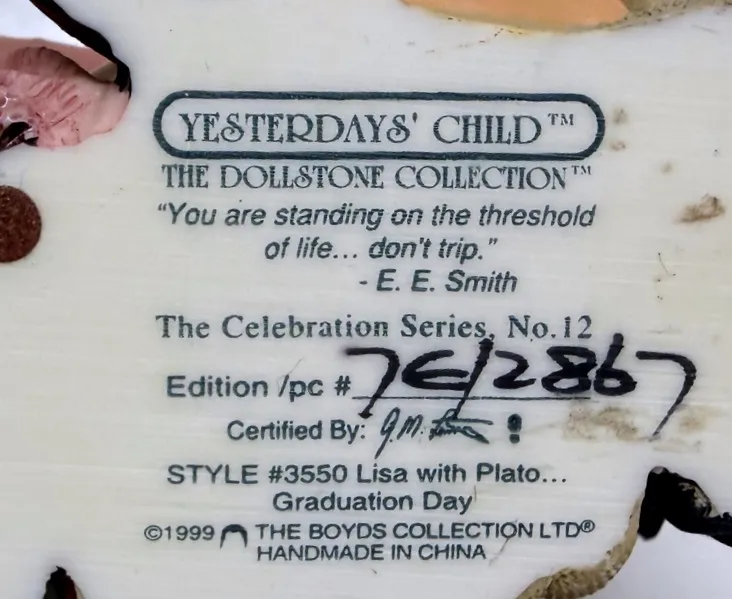 YESTERDAYS' CHILD™
THE DOLLSTONE COLLECTION™
"You are standing on the threshold
of life... don't trip."
- E. E. Smith
The Celebration Series, No.12
Edition /pc # 7E/2867
Certified By: G.M.
STYLE #3550 Lisa with Plato...
Graduation Day
©1999 THE BOYDS COLLECTION LTD®
HANDMADE IN CHINA